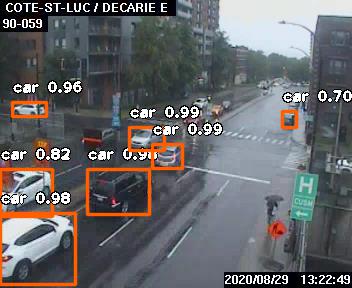 COTE-ST-LUC / DECARIE E
90-059
car 0.96
car 0.70
car 0.99
car 0.99
car 0.82
car 0.98
H
CUSM
2020/08/29 13:22:49